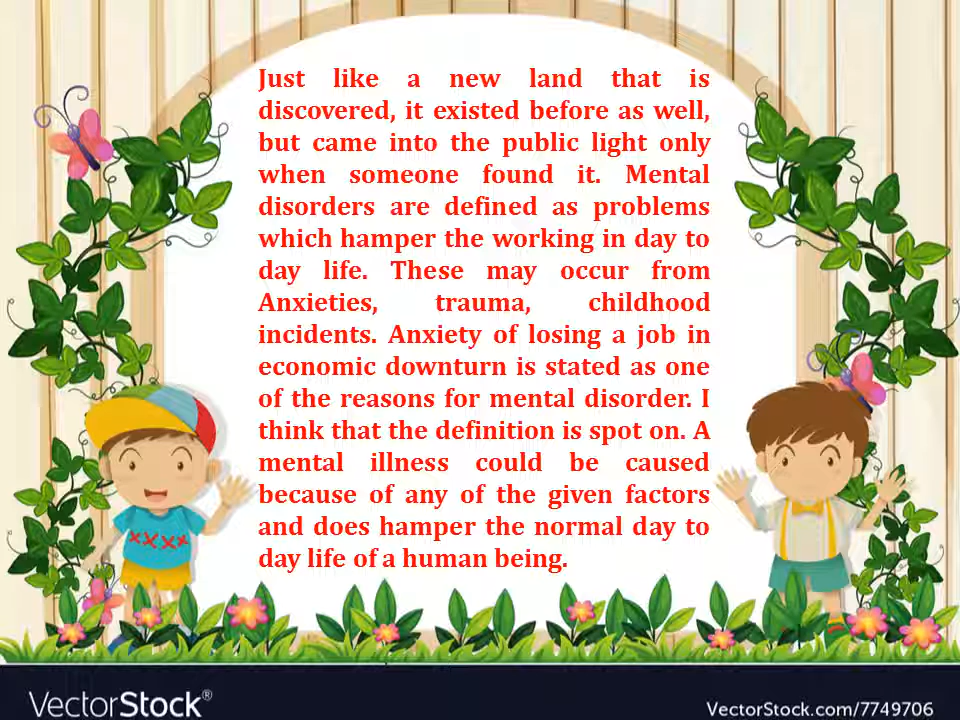 Just like a new land that is
discovered, it existed before as well,
but came into the public light only
when someone found it. Mental
disorders are defined as problems
which hamper the working in day to
day life. These may occur from
Anxieties, trauma, childhood
incidents. Anxiety of losing a job in
economic downturn is stated as one
of the reasons for mental disorder. I
think that the definition is spot on. A
mental illness could be caused
because of any of the given factors
and does hamper the normal day to
day life of a human being.
VectorStock®
VectorStock.com/7749706